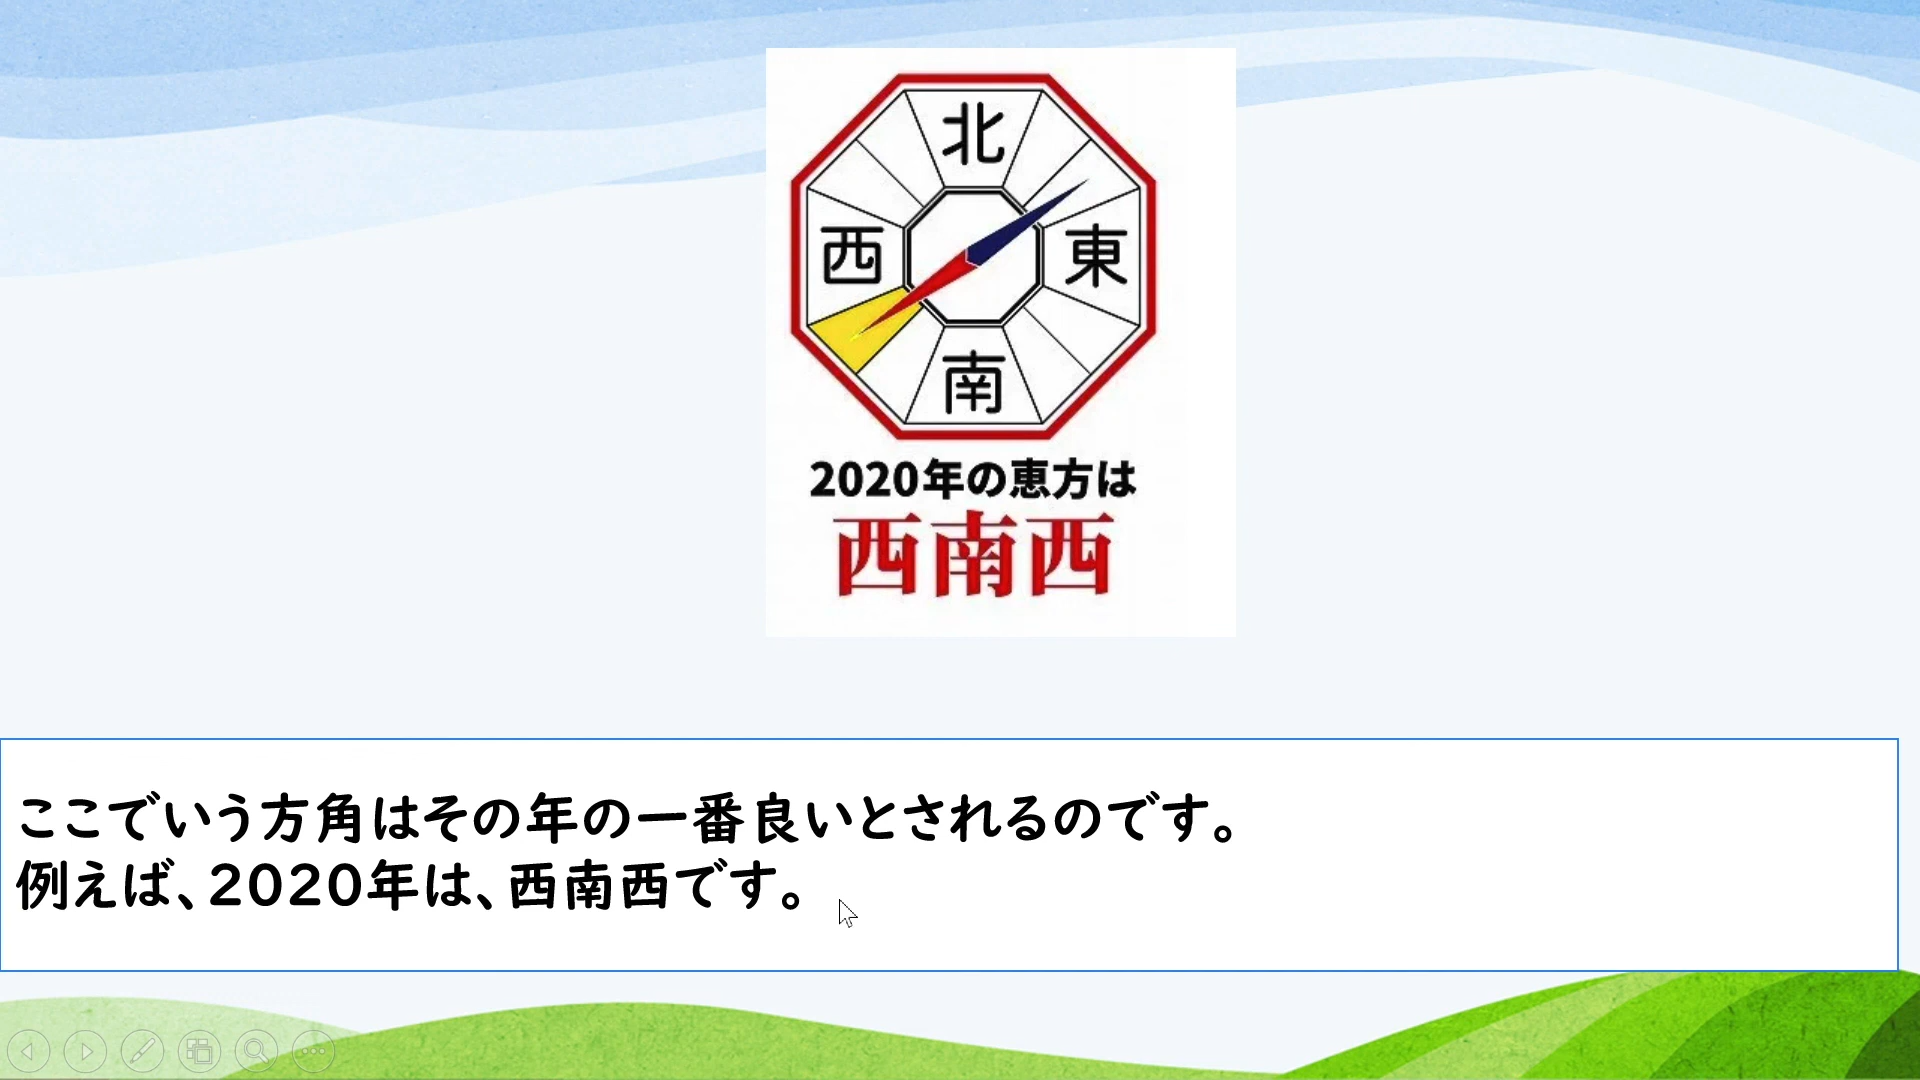 北
西
東
南
2020年の恵方は
西南西
ここでいう方角はその年の一番良いとされるのです。
例えば、2020年は、西南西です。